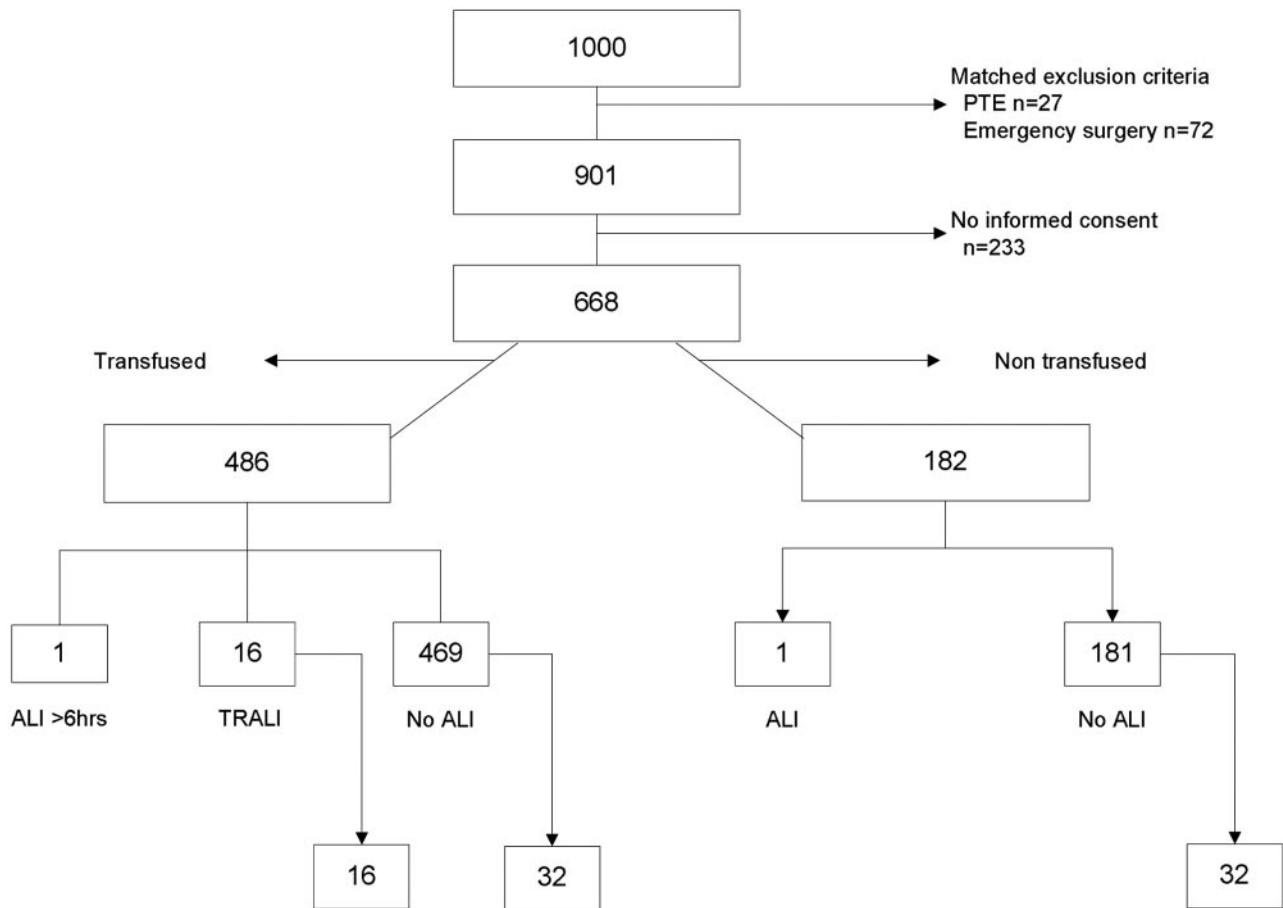 1000
Matched exclusion criteria
PTE n=27
Emergency surgery n=72
901
No informed consent
n=233
668
Transfused
Non transfused
486
182
1
16
469
1
181
ALI >6hrs
TRALI
No ALI
ALI
No ALI
16
32
32